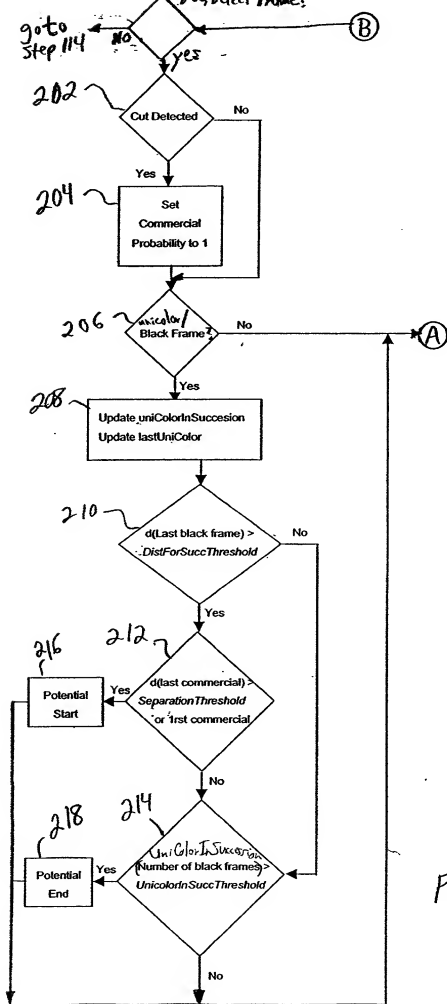 go to
step 114
No
B
yes
202
Cut Detected
No
Yes
204
Set
Commercial
Probability to 1
206
unicolor/
Black Frame?
No
A
Yes
208
Update uniColorInSuccesion
Update lastUniColor
210
d(Last black frame) >
DistForSuccThreshold
No
Yes
212
216
d(last commercial)>
SeparationThreshold
or 1rst commercial
Yes
Potential
Start
No
214
218
UniColorInSuccession
(Number of black frames)>
UnicolorInSuccThreshold
Yes
Potential
End
No
F